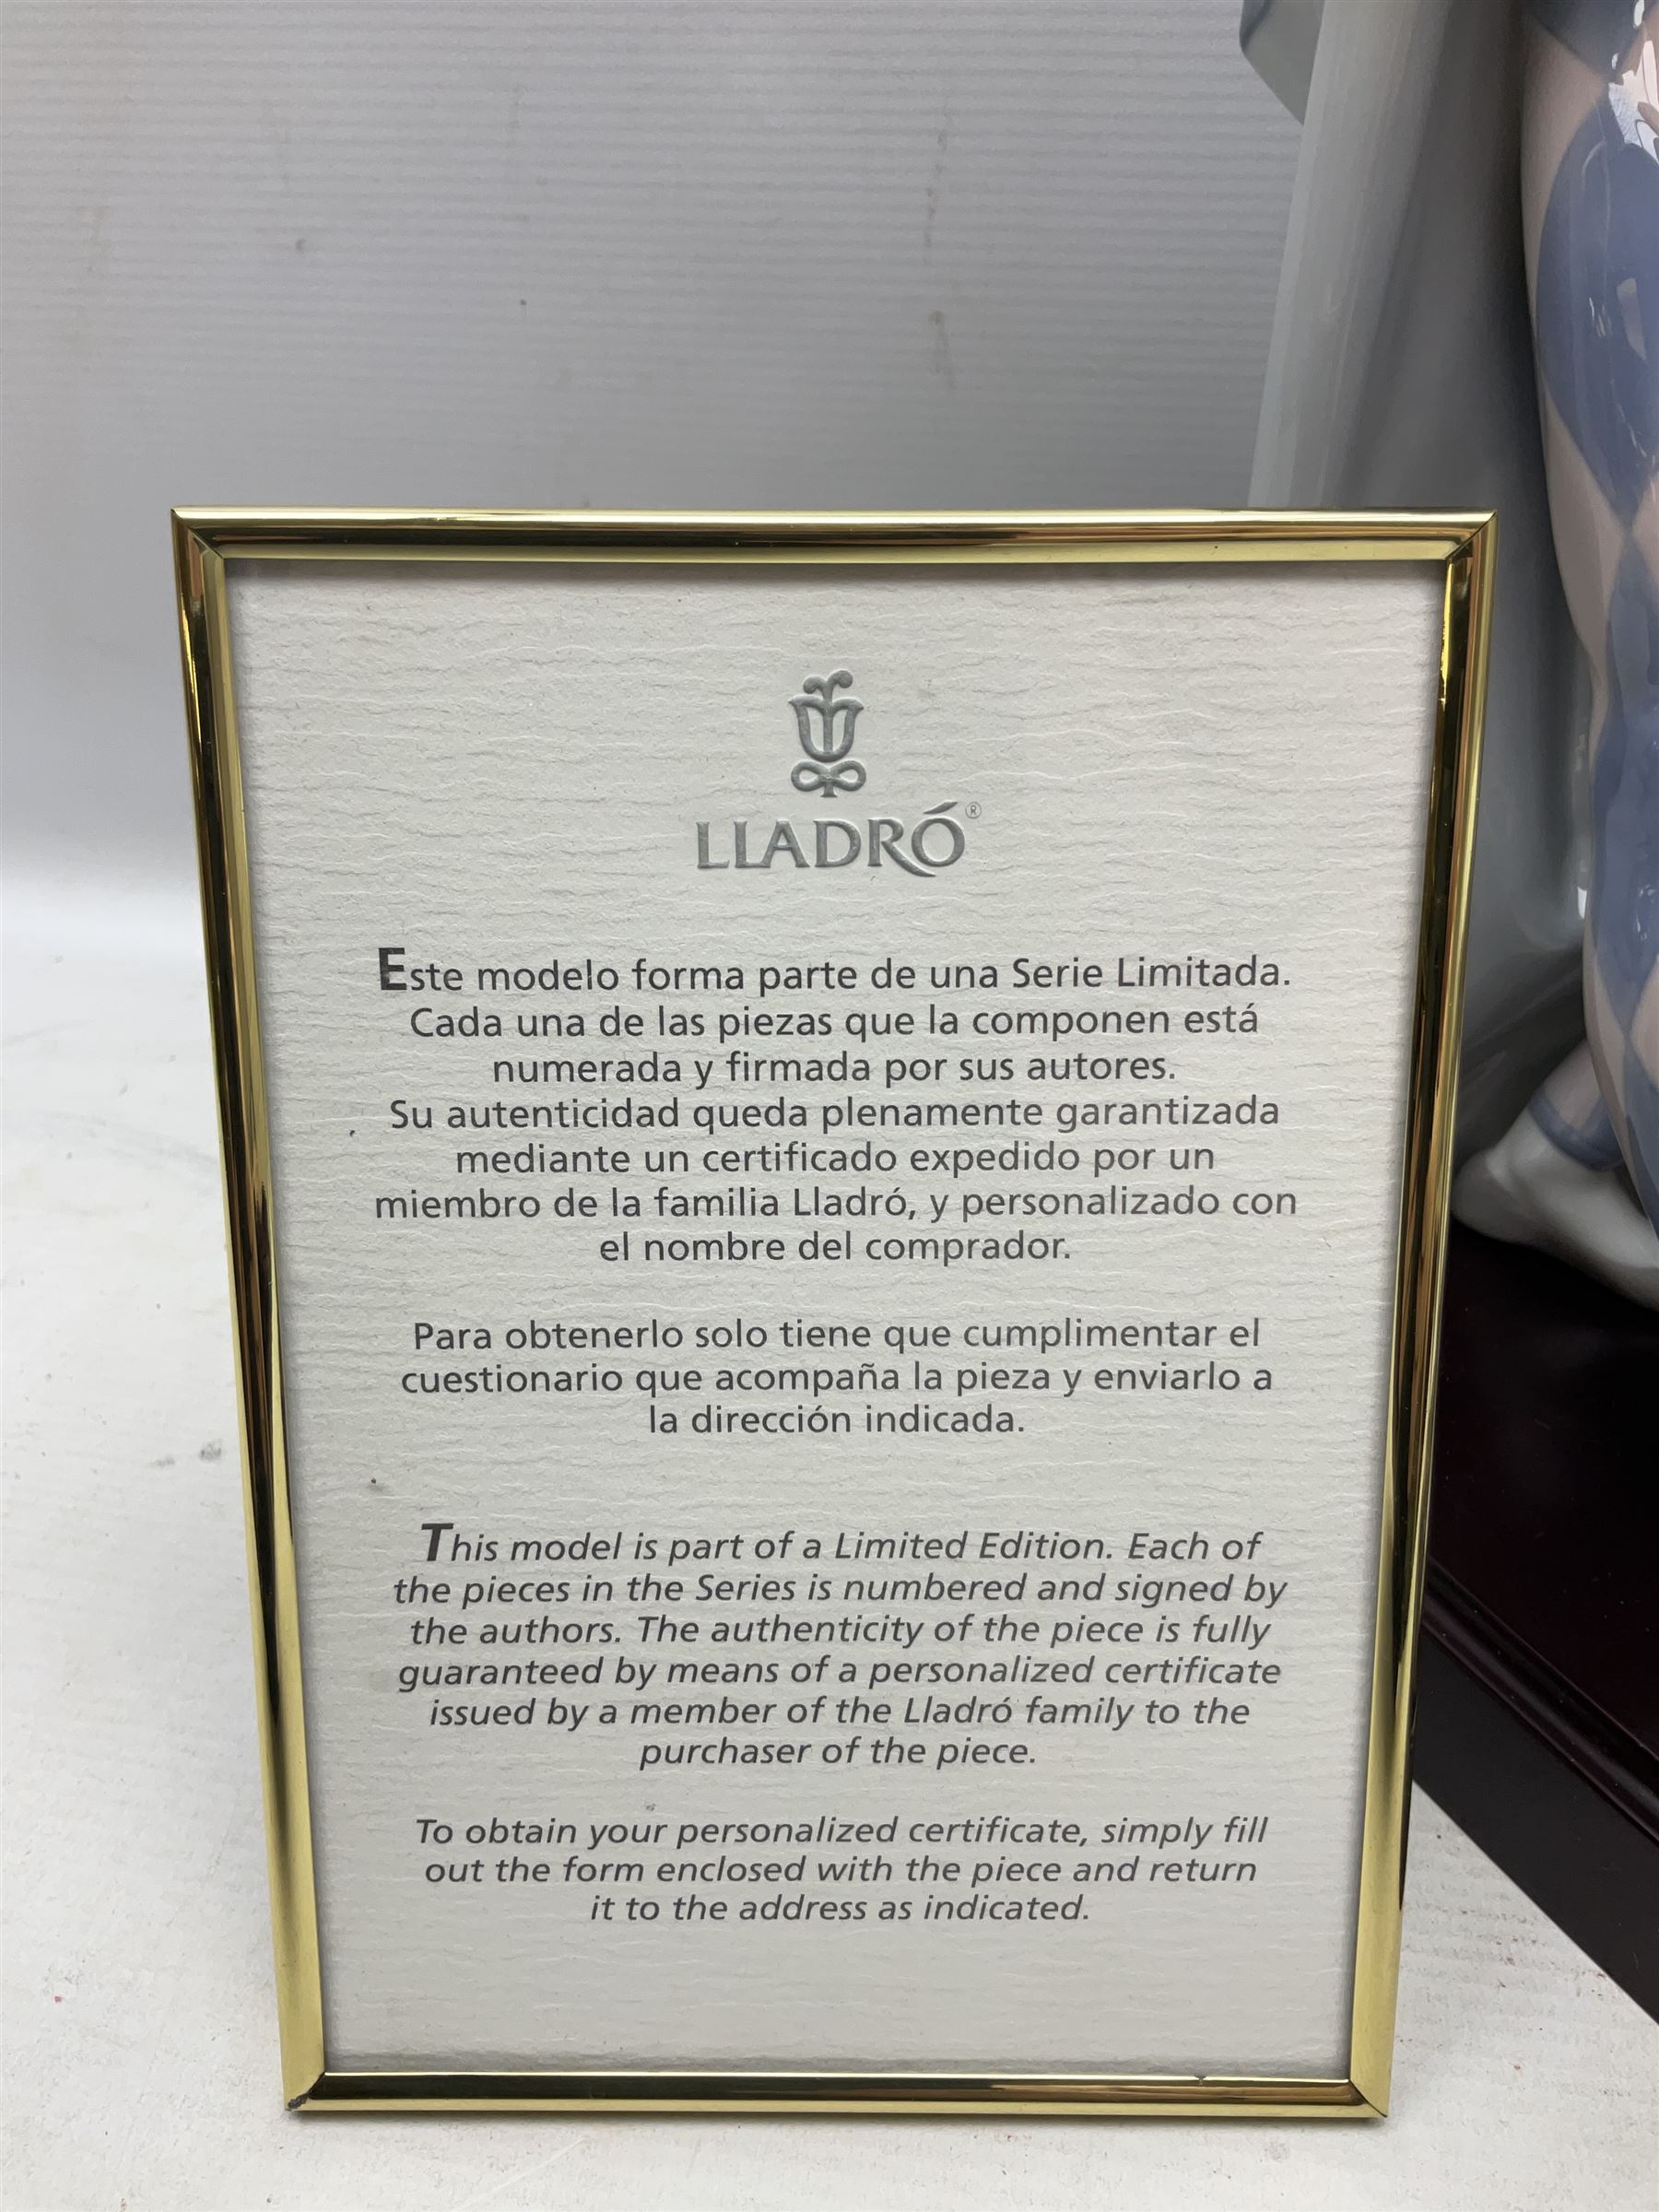 LLADRÓ®
Este modelo forma parte de una Serie Limitada.
Cada una de las piezas que la componen está
numerada y firmada por sus autores.
Su autenticidad queda plenamente garantizada
mediante un certificado expedido por un
miembro de la familia Lladró, y personalizado con
el nombre del comprador.
Para obtenerlo solo tiene que cumplimentar el
cuestionario que acompaña la pieza y enviarlo a
la dirección indicada.
This model is part of a Limited Edition. Each of
the pieces in the Series is numbered and signed by
the authors. The authenticity of the piece is fully
guaranteed by means of a personalized certificate
issued by a member of the Lladró family to the
purchaser of the piece.
To obtain your personalized certificate, simply fill
out the form enclosed with the piece and return
it to the address as indicated.